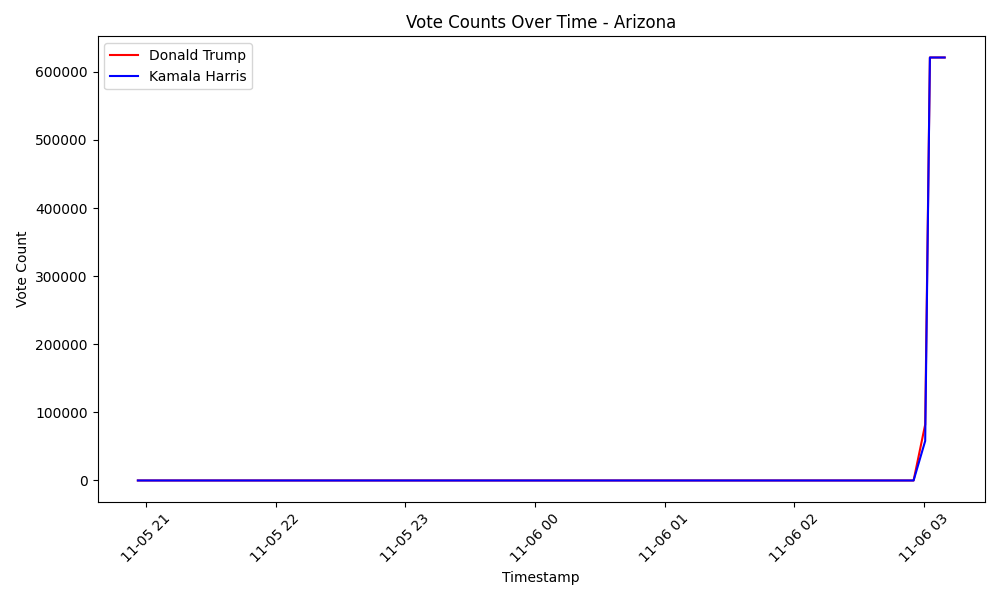 Vote Counts Over Time - Arizona
Donald Trump
Kamala Harris
Vote Count
600000
500000
400000
300000
200000
100000
0
11-05 21
11-05 22
11-05 23
11-06 00
11-06 01
11-06 02
11-06 03
Timestamp